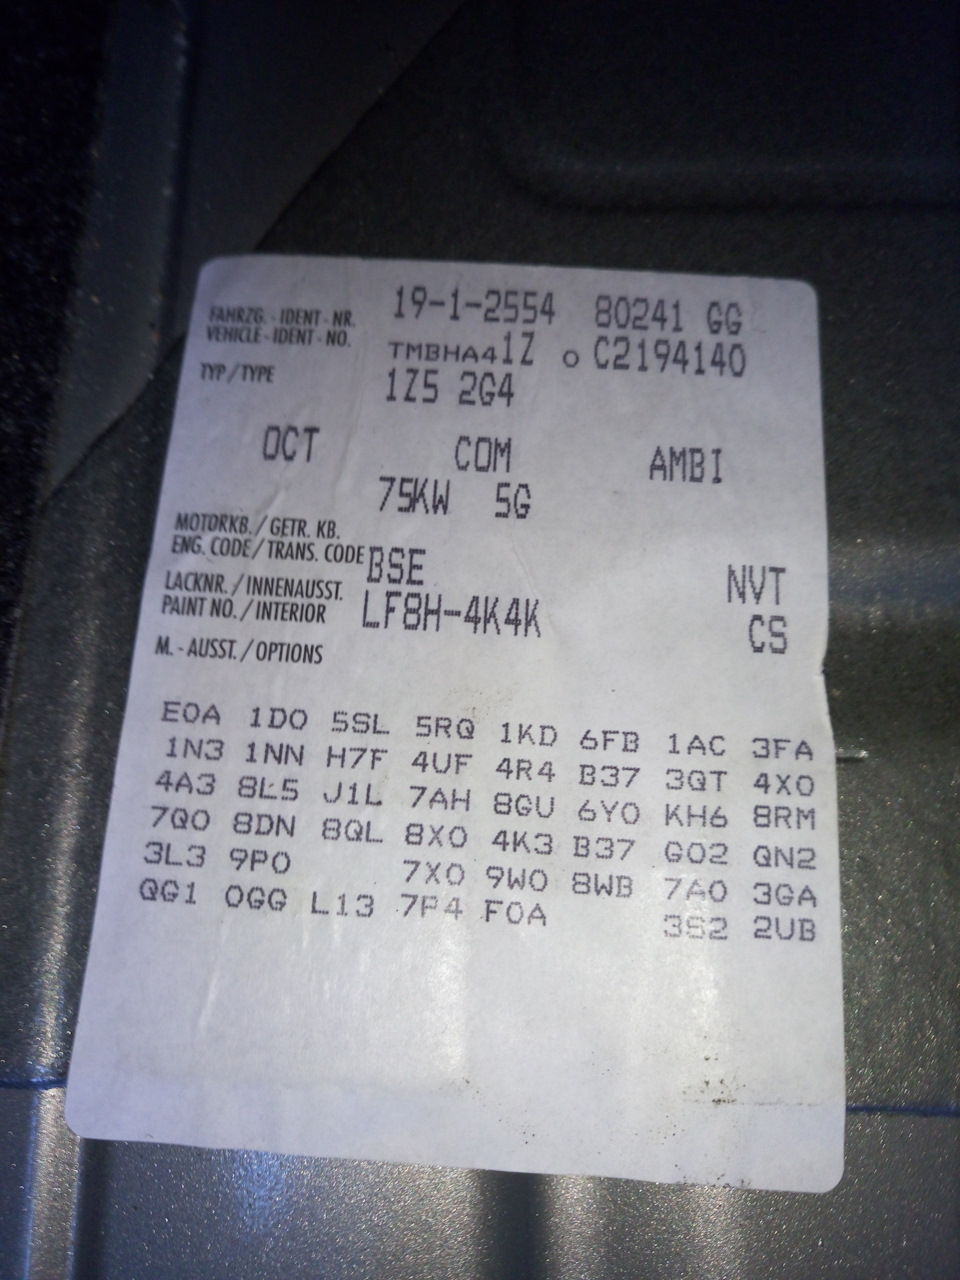 19-1-2554 80241 GG
FAHRZG. - IDENT - NR.
VEHICLE - IDENT - NO.
TMBHA41Z o C2194140
TYP / TYPE
1Z5 2G4
OCT COM AMBI
75KW 5G
MOTORKB. / GETR. KB.
ENG. CODE / TRANS. CODE BSE NVT
LACKNR. / INNENAUSST.
PAINT NO. / INTERIOR LF8H-4K4K CS
M. - AUSST. / OPTIONS
E0A 1D0 5SL 5RQ 1KD 6FB 1AC 3FA
1N3 1NN H7F 4UF 4R4 B37 3QT 4X0
4A3 8L5 J1L 7AH 8GU 6Y0 KH6 8RM
7Q0 8DN 8QL 8X0 4K3 B37 G02 QN2
3L3 9P0 7X0 9W0 8WB 7A0 3GA
QG1 0GG L13 7P4 F0A 3S2 2UB